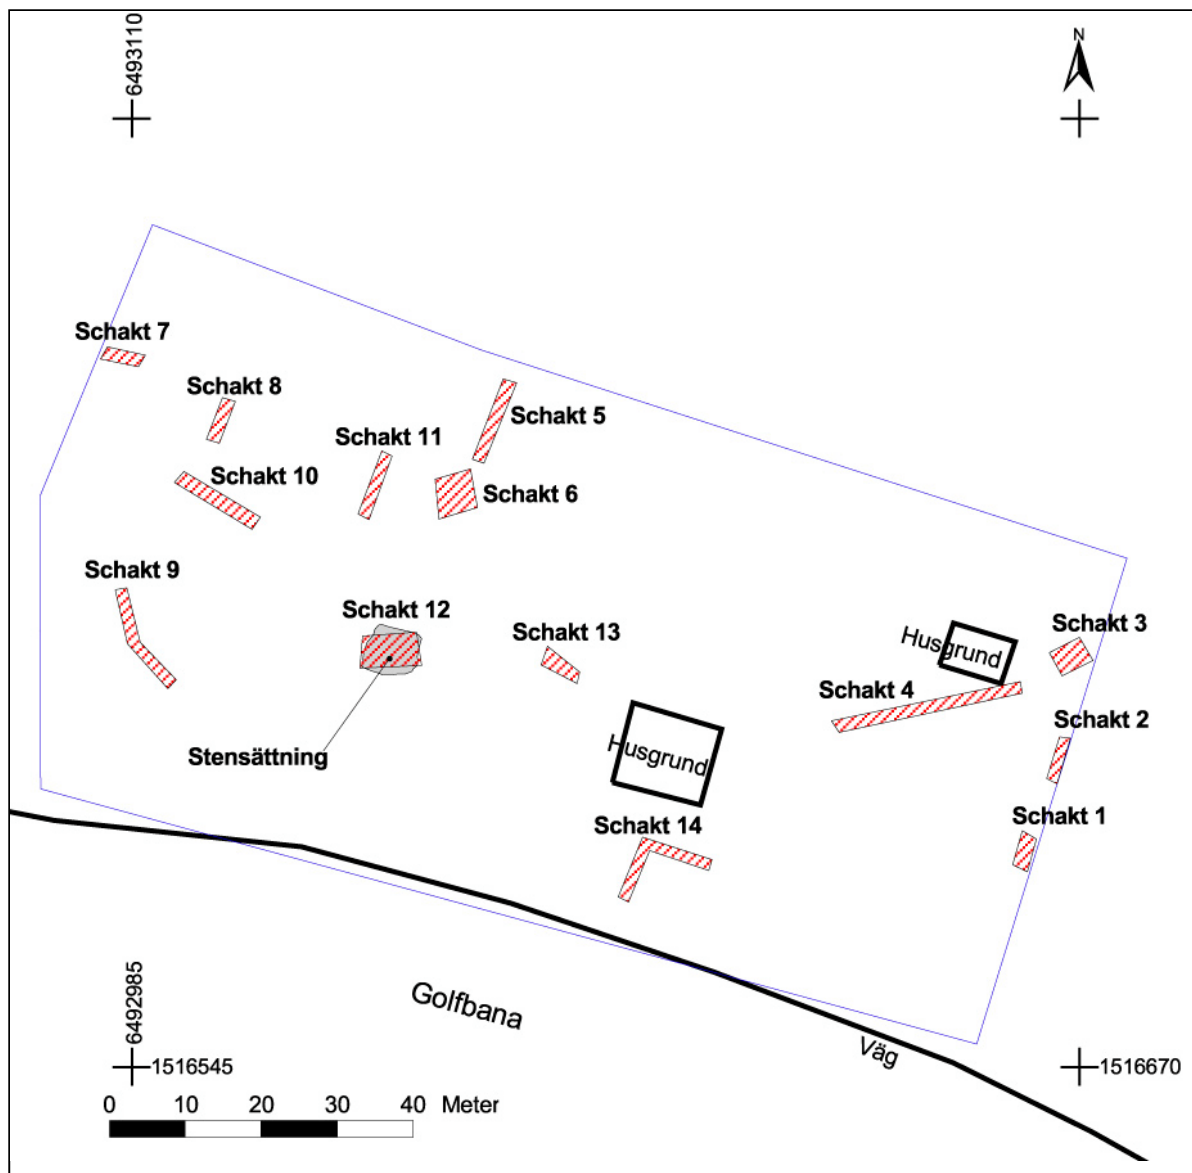 6493110
N
Schakt 7
Schakt 8
Schakt 5
Schakt 11
Schakt 10
Schakt 6
Schakt 9
Schakt 12
Schakt 13
Husgrund
Schakt 3
Schakt 4
Schakt 2
Stensättning
Husgrund
Schakt 1
Schakt 14
6492985
Golfbana
Väg
1516545
1516670
0 10 20 30 40 Meter